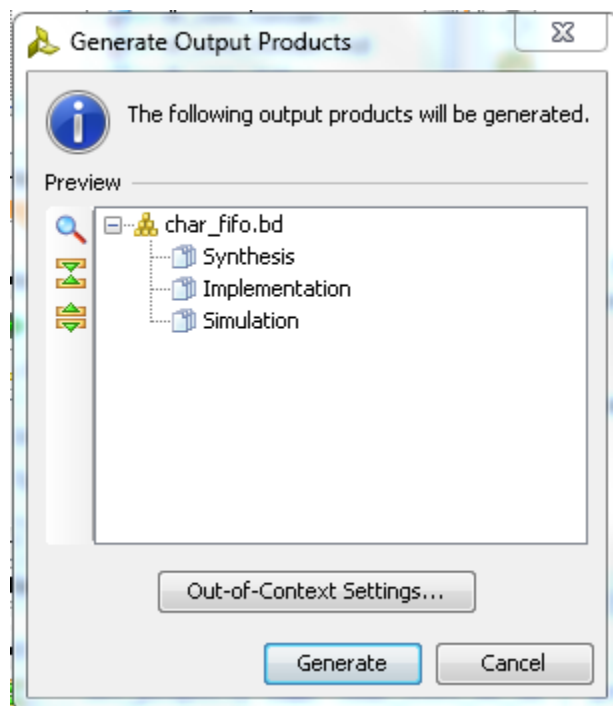 Generate Output Products
The following output products will be generated.
Preview
char_fifo.bd
Synthesis
Implementation
Simulation
Out-of-Context Settings...
Generate Cancel